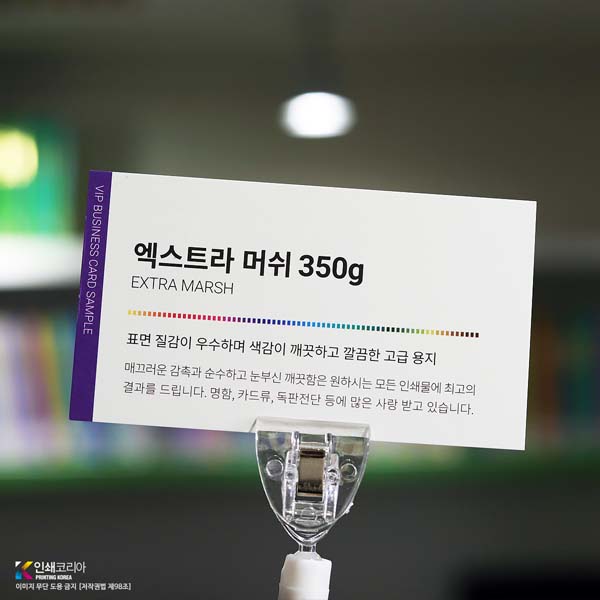 VIP BUSINESS CARD SAMPLE
엑스트라 머쉬 350g
EXTRA MARSH
표면 질감이 우수하며 색감이 깨끗하고 깔끔한 고급 용지
매끄러운 감촉과 순수하고 눈부신 깨끗함은 원하시는 모든 인쇄물에 최고의
결과를 드립니다. 명함, 카드류, 독판전단 등에 많은 사랑 받고 있습니다.
인쇄코리아
PRINTING KOREA
이미지 무단 도용 금지 [저작권법 제98조]